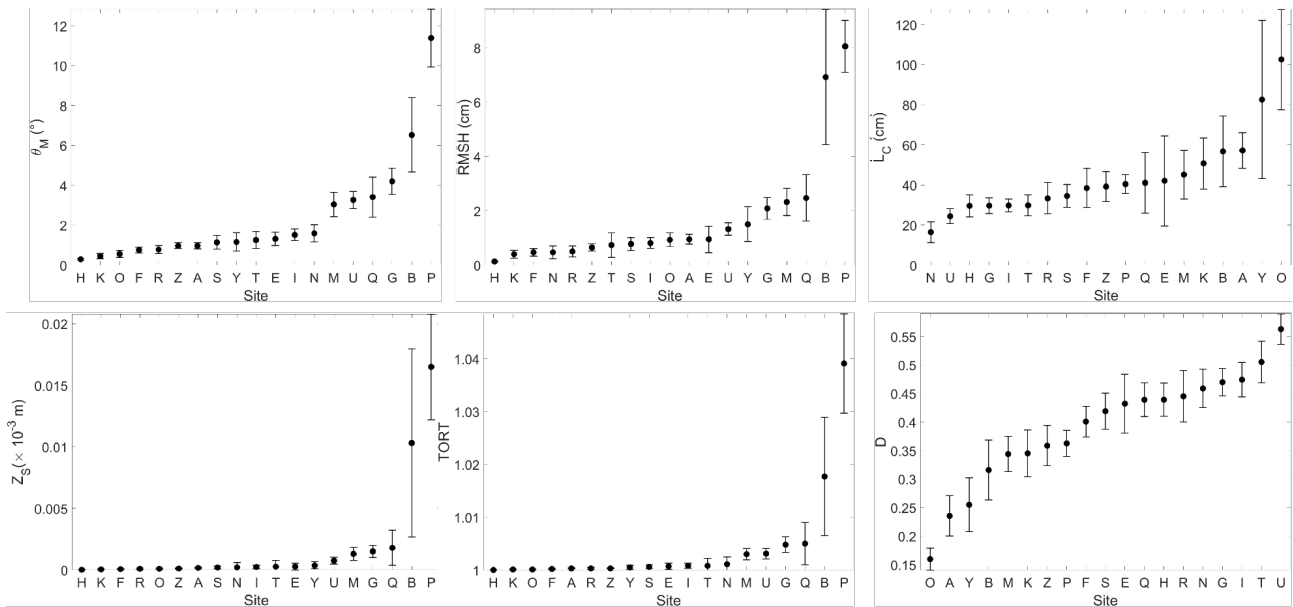 12
10
8
6
4
2
0
θ_M (°)
H K O F R Z A S Y T E I N M U Q G B P
Site
8
6
4
2
0
RMSH (cm)
H K F N R Z T S I O A E U Y G M Q B P
Site
120
100
80
60
40
20
0
L_C (cm)
N U H G I T R S F Z P Q E M K B A Y O
Site
0.02
0.015
0.01
0.005
0
Z_S (× 10⁻³ m)
H K F R O Z A S N I T E Y U M G Q B P
Site
1.04
1.03
1.02
1.01
1
TORT
H K O F A R Z Y S E I T N M U G Q B P
Site
0.55
0.5
0.45
0.4
0.35
0.3
0.25
0.2
0.15
D
O A Y B M K Z P F S E Q H R N G I T U
Site